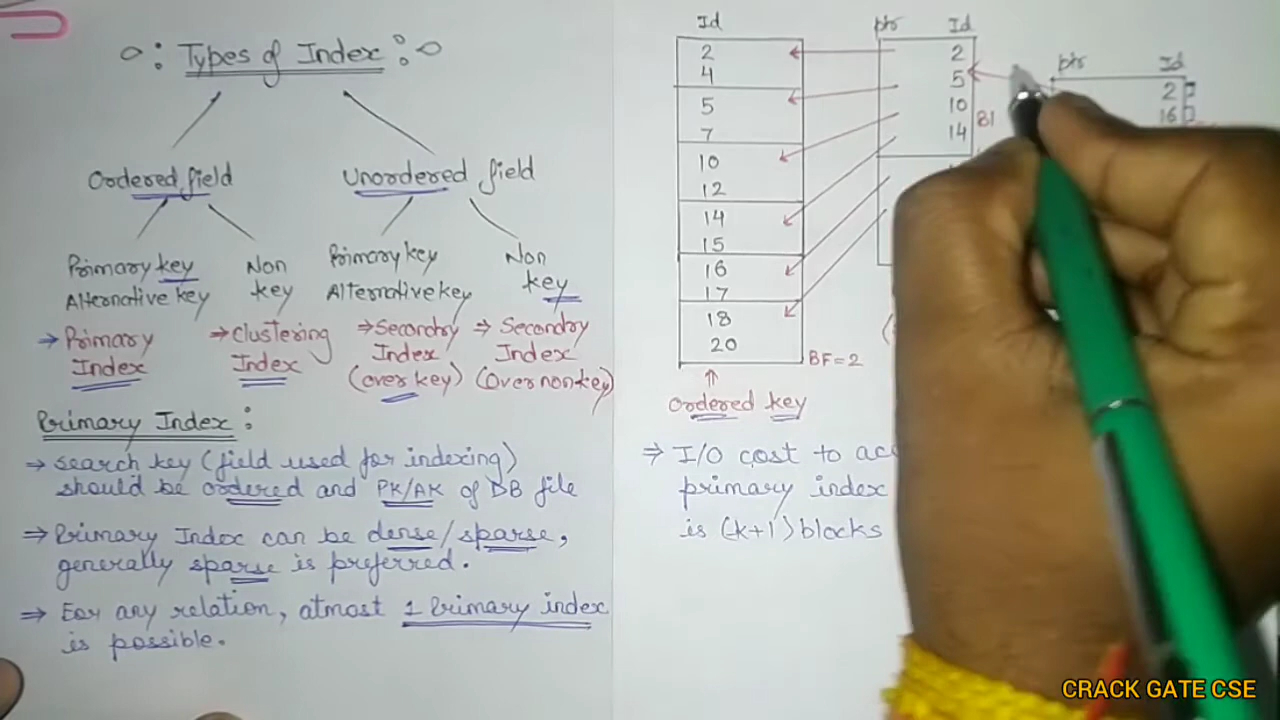 Types of Index
Ordered field
Unordered field
Primary key
Alternative key
Non
key
Primary key
Alternative key
Non
key
→ Primary
Index
→ Clustering
Index
⇒ Secondry
Index
(over key)
⇒ Secondry
Index
(Over nonkey)
Primary Index :
⇒ Search key (field used for indexing)
should be ordered and PK/AK of DB file
⇒ Primary Index can be dense/sparse,
generally sparse is preferred.
⇒ For any relation, atmost 1 Primary index
is possible.
Id
2
4
5
7
10
12
14
15
16
17
18
20
BF=2
ordered key
ptr Id
2
5
10
14
B1
ptr Id
2
16
⇒ I/O cost to
primary index
is (k+1) blocks
CRACK GATE CSE